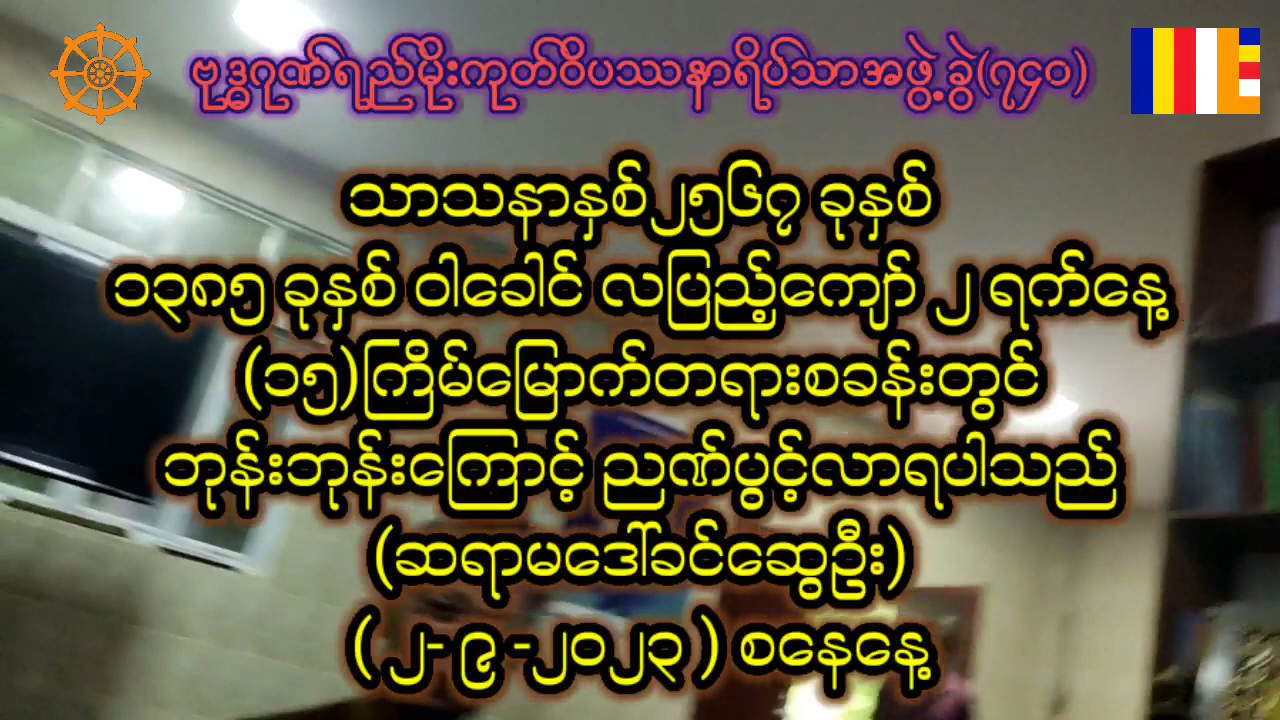 ဗုဒ္ဓဂုဏ်ရည်မိုးကုတ်ဝိပဿနာရိပ်သာအဖွဲ့ခွဲ(၇၄၀)
သာသနာနှစ်၂၅၆၇ ခုနှစ်
၁၃၈၅ ခုနှစ် ဝါခေါင် လပြည့်ကျော် ၂ ရက်နေ့
(၁၅)ကြိမ်မြောက်တရားစခန်းတွင်
ဘုန်းဘုန်းကြောင့် ညဏ်ပွင့်လာရပါသည်
(ဆရာမဒေါ်ခင်ဆွေဦး)
( ၂- ၉ -၂၀၂၃ ) စနေနေ့